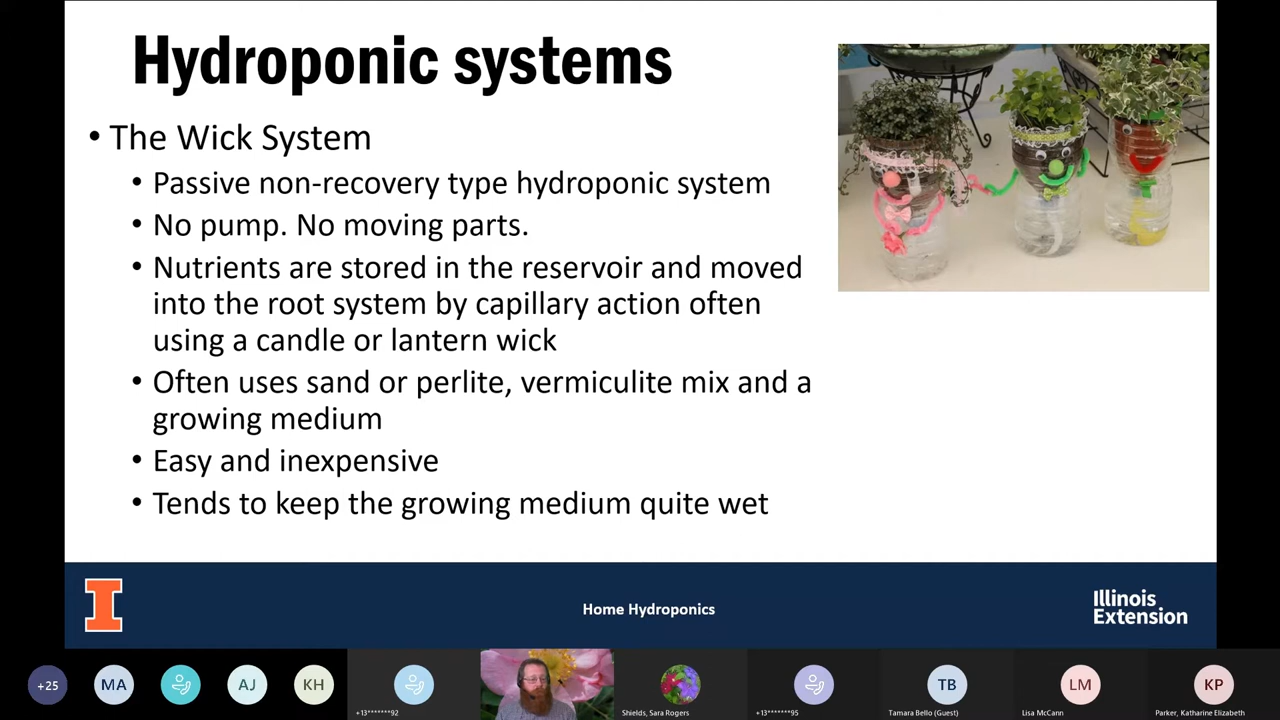 Hydroponic systems
• The Wick System
• Passive non-recovery type hydroponic system
• No pump. No moving parts.
• Nutrients are stored in the reservoir and moved
into the root system by capillary action often
using a candle or lantern wick
• Often uses sand or perlite, vermiculite mix and a
growing medium
• Easy and inexpensive
• Tends to keep the growing medium quite wet
I
Home Hydroponics
Illinois
Extension
+25
MA
AJ
KH
TB
LM
KP
+13*******92
Shields, Sara Rogers
+13*******95
Tamara Bello (Guest)
Lisa McCann
Parker, Katharine Elizabeth